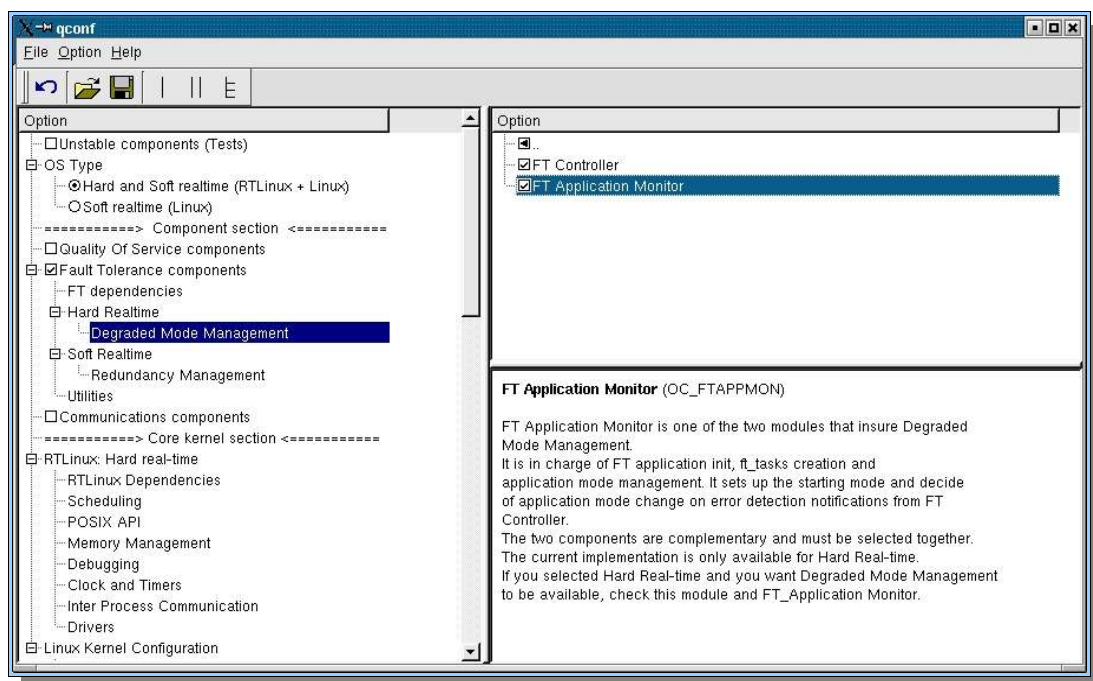 qconf
File Option Help
Option
Unstable components (Tests)
OS Type
Hard and Soft realtime (RTLinux + Linux)
Soft realtime (Linux)
===========> Component section <===========
Quality Of Service components
Fault Tolerance components
FT dependencies
Hard Realtime
Degraded Mode Management
Soft Realtime
Redundancy Management
Utilities
Communications components
===========> Core kernel section <===========
RTLinux: Hard real-time
RTLinux Dependencies
Scheduling
POSIX API
Memory Management
Debugging
Clock and Timers
Inter Process Communication
Drivers
Linux Kernel Configuration
Option
..
FT Controller
FT Application Monitor
FT Application Monitor (OC_FTAPPMON)
FT Application Monitor is one of the two modules that insure Degraded
Mode Management.
It is in charge of FT application init, ft_tasks creation and
application mode management. It sets up the starting mode and decide
of application mode change on error detection notifications from FT
Controller.
The two components are complementary and must be selected together.
The current implementation is only available for Hard Real-time.
If you selected Hard Real-time and you want Degraded Mode Management
to be available, check this module and FT_Application Monitor.